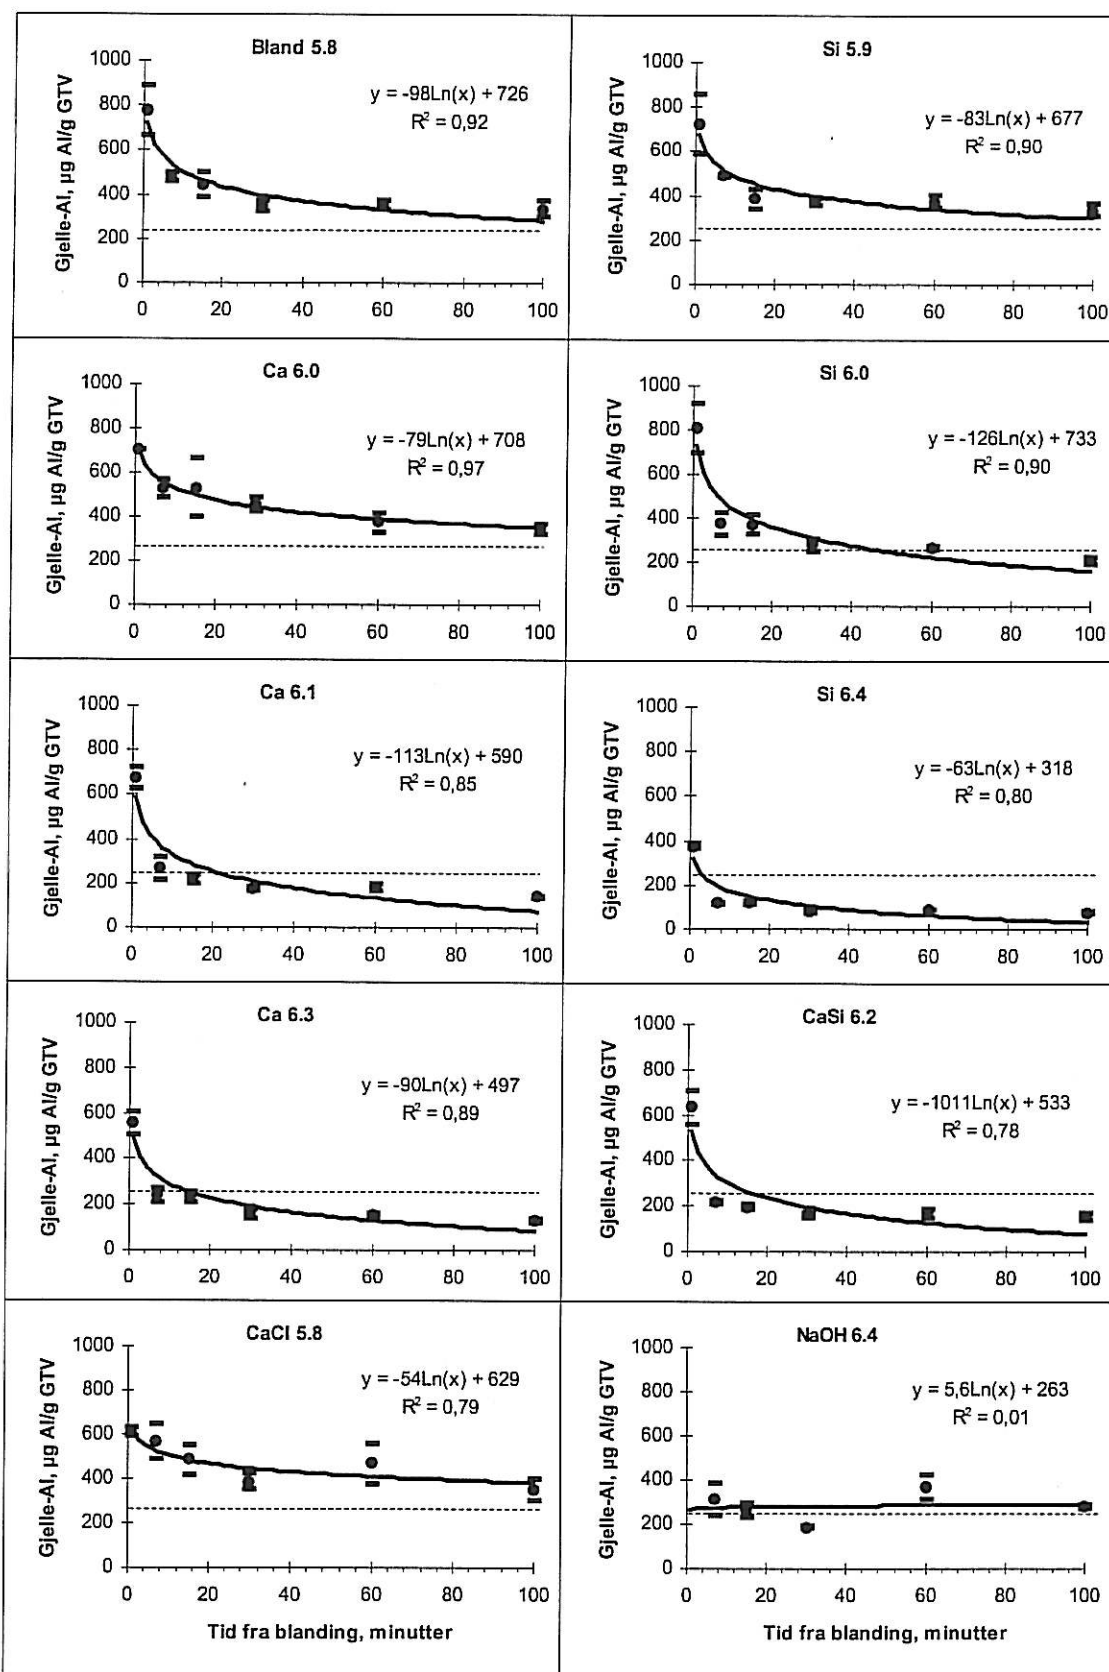 Bland 5.8
Gjelle-Al, µg Al/g GTV
1000
800
600
400
200
0
y = -98Ln(x) + 726
R² = 0,92
0 20 40 60 80 100
Si 5.9
Gjelle-Al, µg Al/g GTV
1000
800
600
400
200
0
y = -83Ln(x) + 677
R² = 0,90
0 20 40 60 80 100
Ca 6.0
Gjelle-Al, µg Al/g GTV
1000
800
600
400
200
0
y = -79Ln(x) + 708
R² = 0,97
0 20 40 60 80 100
Si 6.0
Gjelle-Al, µg Al/g GTV
1000
800
600
400
200
0
y = -126Ln(x) + 733
R² = 0,90
0 20 40 60 80 100
Ca 6.1
Gjelle-Al, µg Al/g GTV
1000
800
600
400
200
0
y = -113Ln(x) + 590
R² = 0,85
0 20 40 60 80 100
Si 6.4
Gjelle-Al, µg Al/g GTV
1000
800
600
400
200
0
y = -63Ln(x) + 318
R² = 0,80
0 20 40 60 80 100
Ca 6.3
Gjelle-Al, µg Al/g GTV
1000
800
600
400
200
0
y = -90Ln(x) + 497
R² = 0,89
0 20 40 60 80 100
CaSi 6.2
Gjelle-Al, µg Al/g GTV
1000
800
600
400
200
0
y = -1011Ln(x) + 533
R² = 0,78
0 20 40 60 80 100
CaCl 5.8
Gjelle-Al, µg Al/g GTV
1000
800
600
400
200
0
y = -54Ln(x) + 629
R² = 0,79
0 20 40 60 80 100
Tid fra blanding, minutter
NaOH 6.4
Gjelle-Al, µg Al/g GTV
1000
800
600
400
200
0
y = 5,6Ln(x) + 263
R² = 0,01
0 20 40 60 80 100
Tid fra blanding, minutter